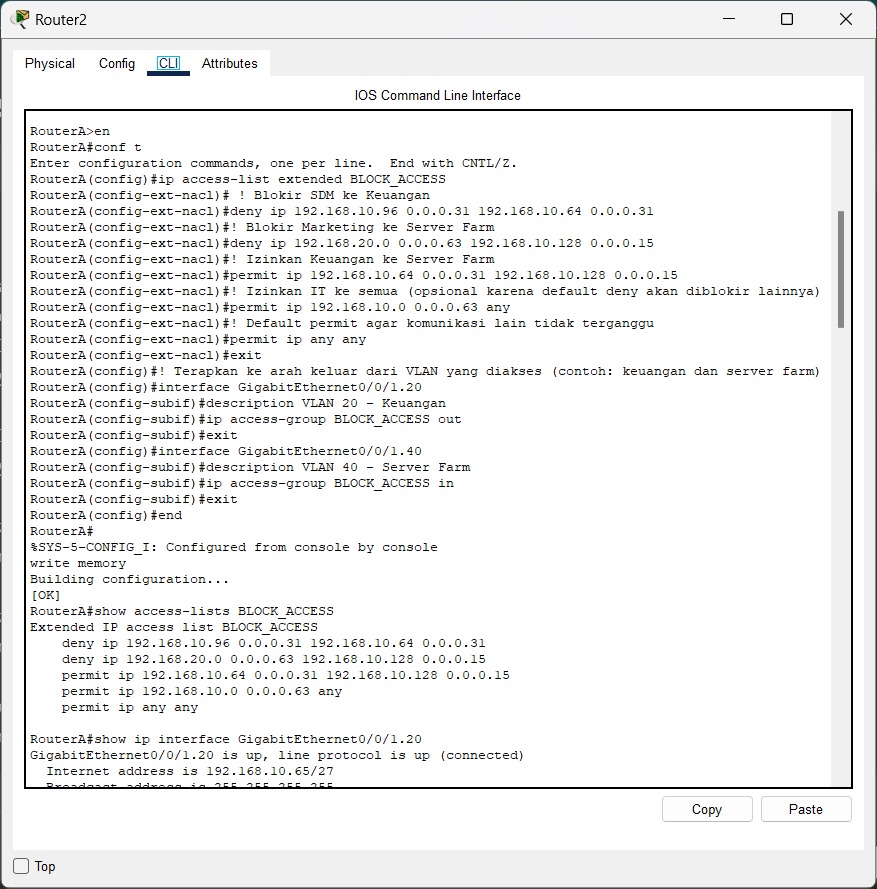 Router2
Physical Config CLI Attributes
IOS Command Line Interface
RouterA>en
RouterA#conf t
Enter configuration commands, one per line.  End with CNTL/Z.
RouterA(config)#ip access-list extended BLOCK_ACCESS
RouterA(config-ext-nacl)# ! Blokir SDM ke Keuangan
RouterA(config-ext-nacl)#deny ip 192.168.10.96 0.0.0.31 192.168.10.64 0.0.0.31
RouterA(config-ext-nacl)#! Blokir Marketing ke Server Farm
RouterA(config-ext-nacl)#deny ip 192.168.20.0 0.0.0.63 192.168.10.128 0.0.0.15
RouterA(config-ext-nacl)#! Izinkan Keuangan ke Server Farm
RouterA(config-ext-nacl)#permit ip 192.168.10.64 0.0.0.31 192.168.10.128 0.0.0.15
RouterA(config-ext-nacl)#! Izinkan IT ke semua (opsional karena default deny akan diblokir lainnya)
RouterA(config-ext-nacl)#permit ip 192.168.10.0 0.0.0.63 any
RouterA(config-ext-nacl)#! Default permit agar komunikasi lain tidak terganggu
RouterA(config-ext-nacl)#permit ip any any
RouterA(config-ext-nacl)#exit
RouterA(config)#! Terapkan ke arah keluar dari VLAN yang diakses (contoh: keuangan dan server farm)
RouterA(config)#interface GigabitEthernet0/0/1.20
RouterA(config-subif)#description VLAN 20 - Keuangan
RouterA(config-subif)#ip access-group BLOCK_ACCESS out
RouterA(config-subif)#exit
RouterA(config)#interface GigabitEthernet0/0/1.40
RouterA(config-subif)#description VLAN 40 - Server Farm
RouterA(config-subif)#ip access-group BLOCK_ACCESS in
RouterA(config-subif)#exit
RouterA(config)#end
RouterA#
%SYS-5-CONFIG_I: Configured from console by console
write memory
Building configuration...
[OK]
RouterA#show access-lists BLOCK_ACCESS
Extended IP access list BLOCK_ACCESS
    deny ip 192.168.10.96 0.0.0.31 192.168.10.64 0.0.0.31
    deny ip 192.168.20.0 0.0.0.63 192.168.10.128 0.0.0.15
    permit ip 192.168.10.64 0.0.0.31 192.168.10.128 0.0.0.15
    permit ip 192.168.10.0 0.0.0.63 any
    permit ip any any
RouterA#show ip interface GigabitEthernet0/0/1.20
GigabitEthernet0/0/1.20 is up, line protocol is up (connected)
  Internet address is 192.168.10.65/27
  Broadcast address is 255.255.255.255
Copy Paste
Top